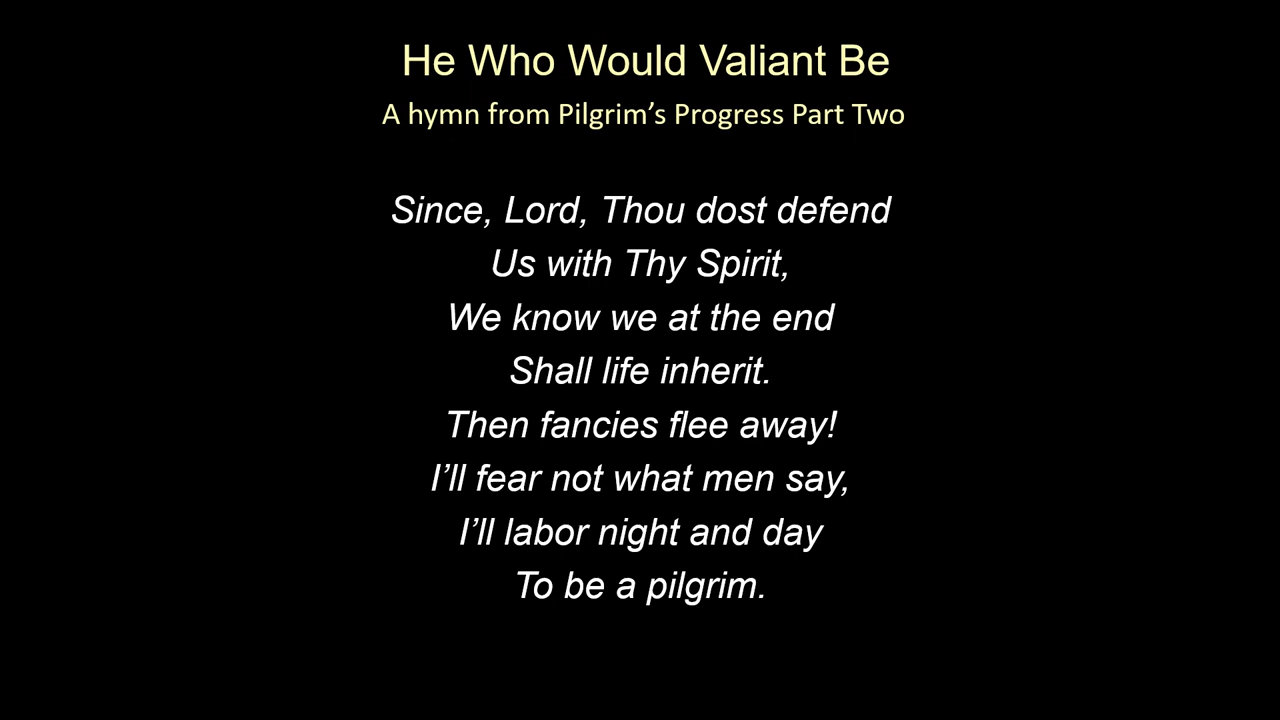 He Who Would Valiant Be
A hymn from Pilgrim’s Progress Part Two
Since, Lord, Thou dost defend
Us with Thy Spirit,
We know we at the end
Shall life inherit.
Then fancies flee away!
I’ll fear not what men say,
I’ll labor night and day
To be a pilgrim.